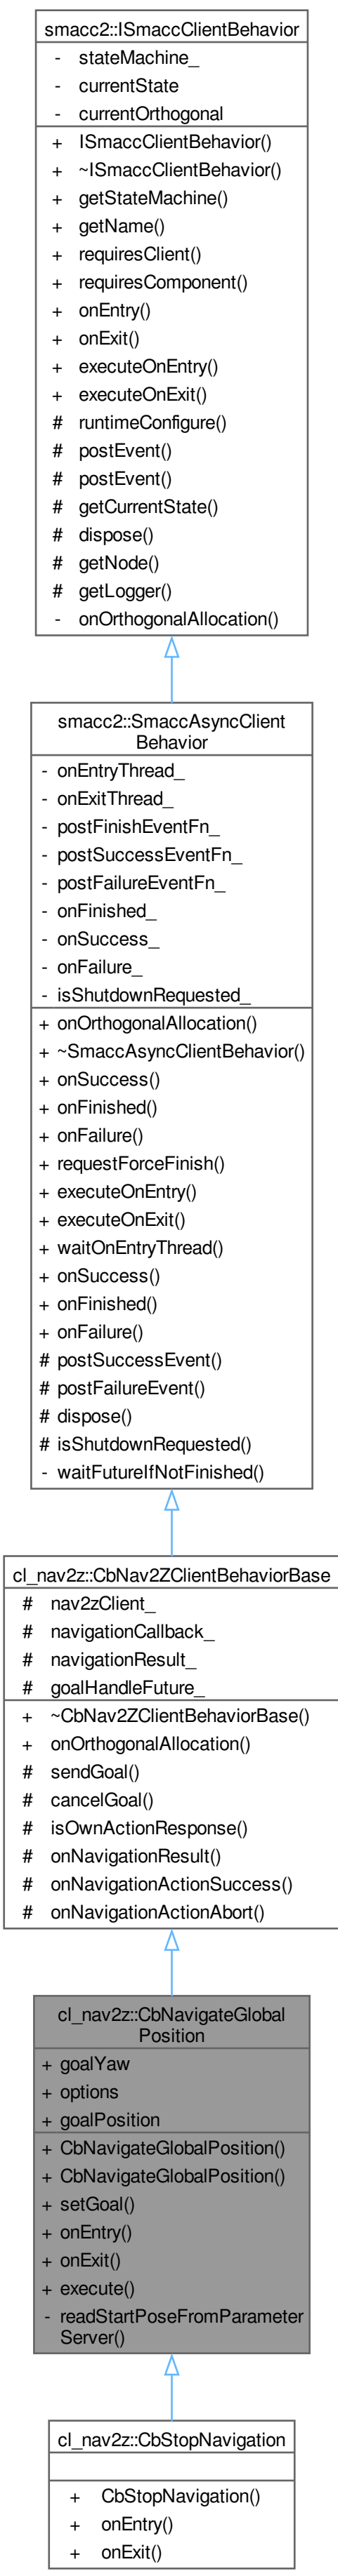 smacc2::ISmaccClientBehavior
- stateMachine_
- currentState
- currentOrthogonal
+ ISmaccClientBehavior()
+ ~ISmaccClientBehavior()
+ getStateMachine()
+ getName()
+ requiresClient()
+ requiresComponent()
+ onEntry()
+ onExit()
+ executeOnEntry()
+ executeOnExit()
# runtimeConfigure()
# postEvent()
# postEvent()
# getCurrentState()
# dispose()
# getNode()
# getLogger()
- onOrthogonalAllocation()
smacc2::SmaccAsyncClient
Behavior
- onEntryThread_
- onExitThread_
- postFinishEventFn_
- postSuccessEventFn_
- postFailureEventFn_
- onFinished_
- onSuccess_
- onFailure_
- isShutdownRequested_
+ onOrthogonalAllocation()
+ ~SmaccAsyncClientBehavior()
+ onSuccess()
+ onFinished()
+ onFailure()
+ requestForceFinish()
+ executeOnEntry()
+ executeOnExit()
+ waitOnEntryThread()
+ onSuccess()
+ onFinished()
+ onFailure()
# postSuccessEvent()
# postFailureEvent()
# dispose()
# isShutdownRequested()
- waitFutureIfNotFinished()
cl_nav2z::CbNav2ZClientBehaviorBase
# nav2zClient_
# navigationCallback_
# navigationResult_
# goalHandleFuture_
+ ~CbNav2ZClientBehaviorBase()
+ onOrthogonalAllocation()
# sendGoal()
# cancelGoal()
# isOwnActionResponse()
# onNavigationResult()
# onNavigationActionSuccess()
# onNavigationActionAbort()
cl_nav2z::CbNavigateGlobal
Position
+ goalYaw
+ options
+ goalPosition
+ CbNavigateGlobalPosition()
+ CbNavigateGlobalPosition()
+ setGoal()
+ onEntry()
+ onExit()
+ execute()
- readStartPoseFromParameter
Server()
cl_nav2z::CbStopNavigation
+ CbStopNavigation()
+ onEntry()
+ onExit()